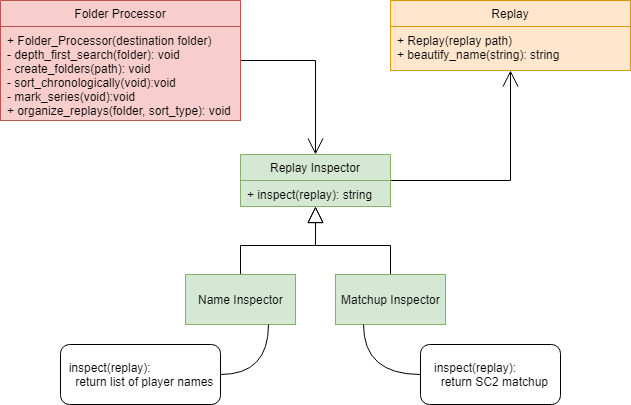 Folder Processor
+ Folder_Processor(destination folder)
- depth_first_search(folder): void
- create_folders(path): void
- sort_chronologically(void):void
- mark_series(void):void
+ organize_replays(folder, sort_type): void
Replay
+ Replay(replay path)
+ beautify_name(string): string
Replay Inspector
+ inspect(replay): string
Name Inspector
Matchup Inspector
inspect(replay):
return list of player names
inspect(replay):
return SC2 matchup